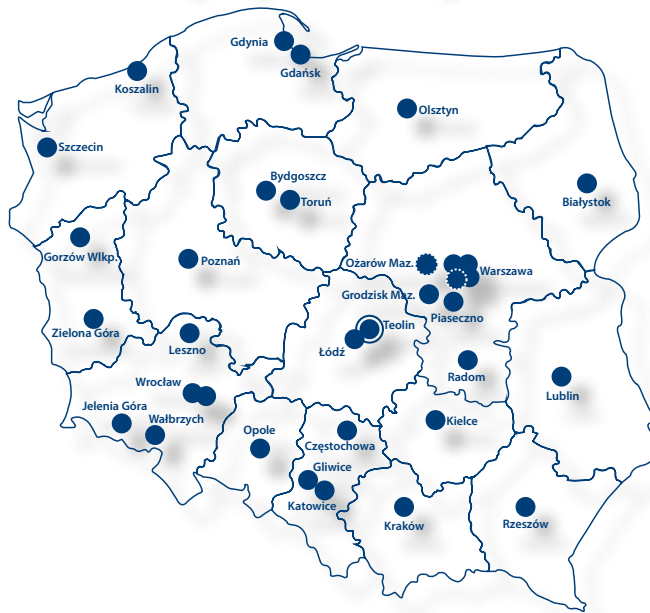 Gdynia
Gdańsk
Koszalin
Olsztyn
Szczecin
Bydgoszcz
Toruń
Białystok
Gorzów Wlkp.
Poznań
Ożarów Maz.
Warszawa
Grodzisk Maz.
Piaseczno
Zielona Góra
Teolin
Leszno
Łódź
Radom
Wrocław
Lublin
Jelenia Góra
Wałbrzych
Opole
Kielce
Częstochowa
Gliwice
Katowice
Kraków
Rzeszów